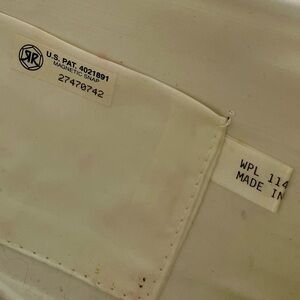 U.S. PAT. 4021891
MAGNETIC SNAP
27470742
WPL 114
MADE IN